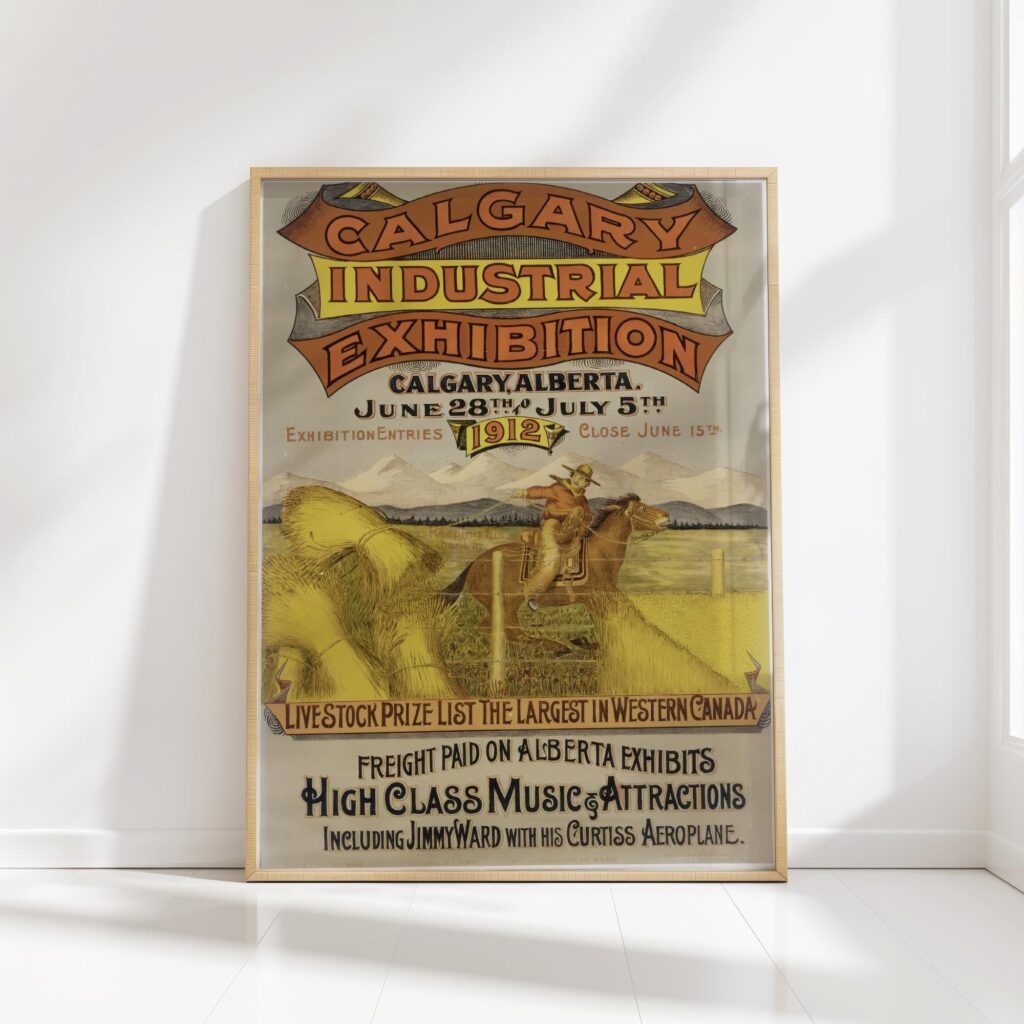 CALGARY
INDUSTRIAL
EXHIBITION
CALGARY, ALBERTA.
JUNE 28TH to JULY 5TH
EXHIBITION ENTRIES 1912 CLOSE JUNE 15TH.
LIVE STOCK PRIZE LIST THE LARGEST IN WESTERN CANADA
FREIGHT PAID ON ALBERTA EXHIBITS
HIGH CLASS MUSIC & ATTRACTIONS
INCLUDING JIMMY WARD WITH HIS CURTISS AEROPLANE.